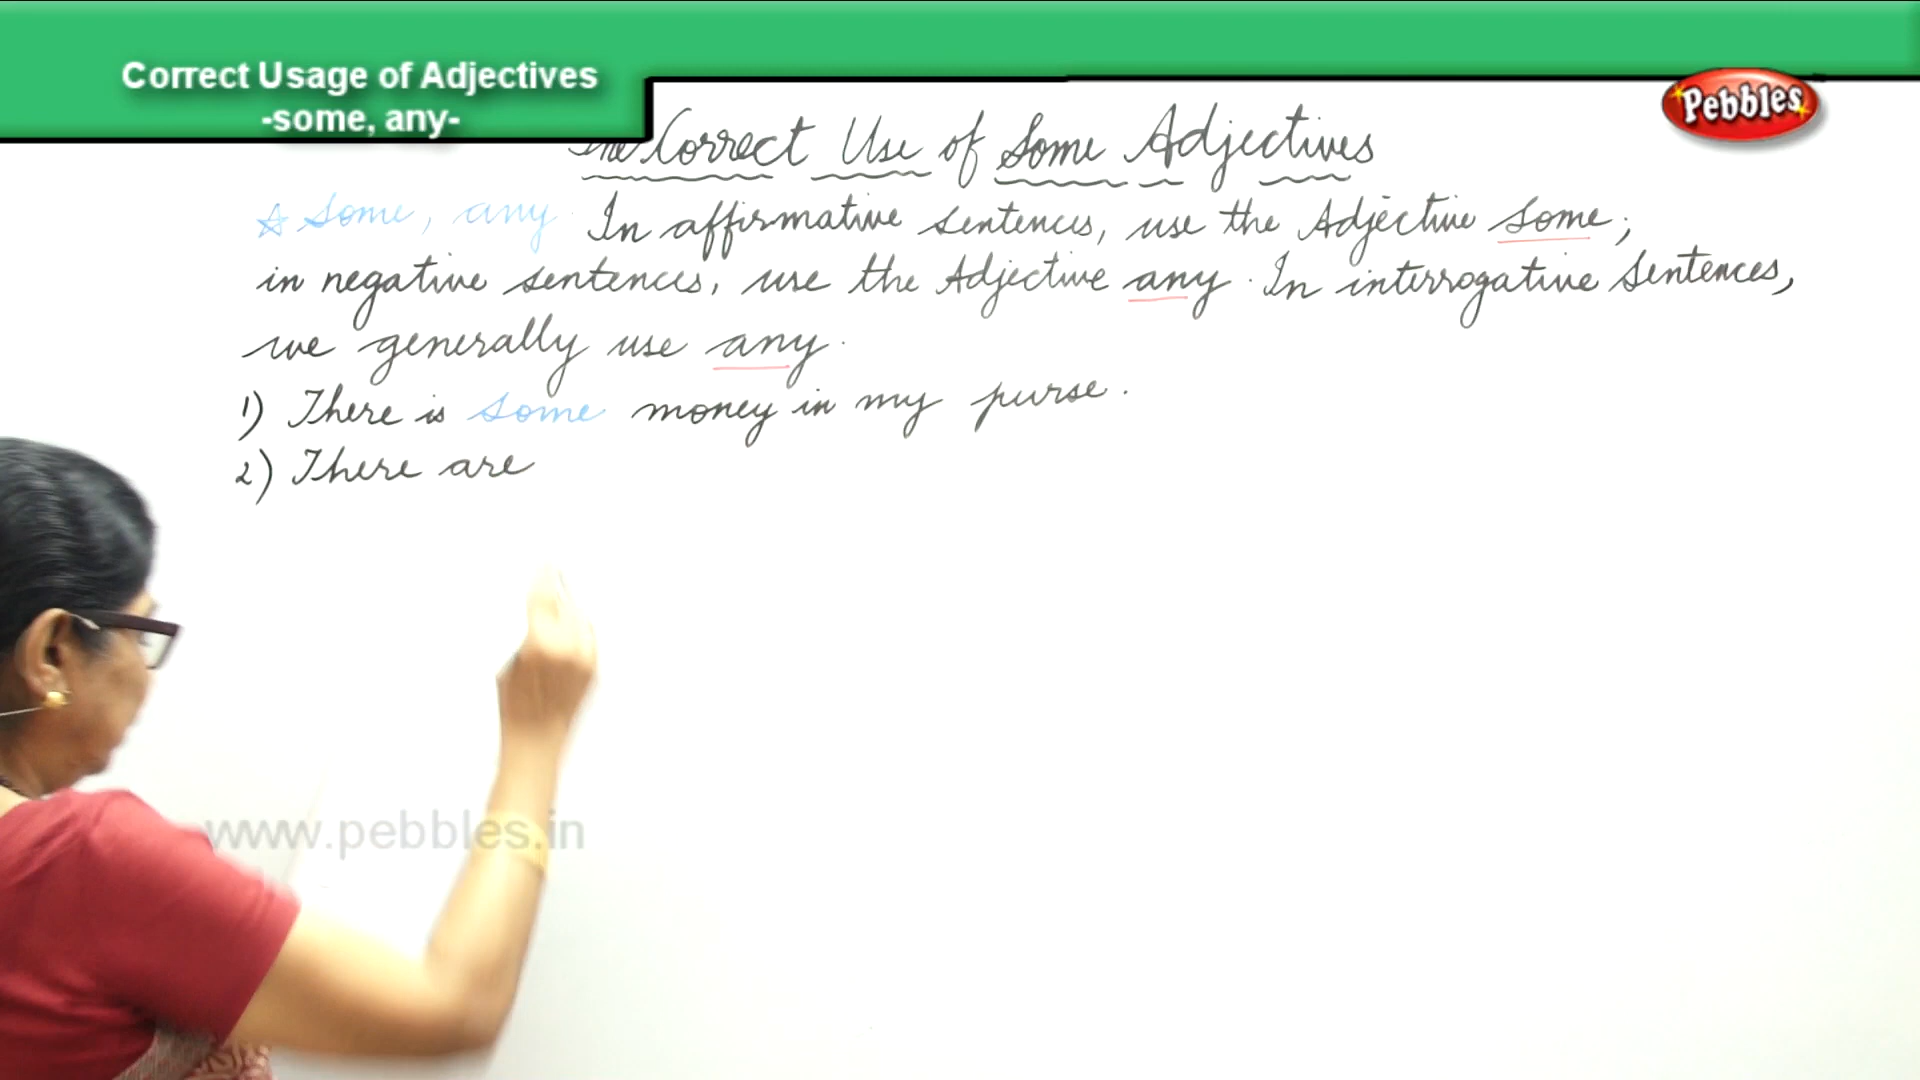 Correct Usage of Adjectives
-some, any-
Pebbles
The Correct Use of Some Adjectives
☆ Some, any. In affirmative sentences, use the Adjective some;
in negative sentences, use the Adjective any. In interrogative Sentences,
we generally use any.
1) There is some money in my purse.
2) There are
www.pebbles.in